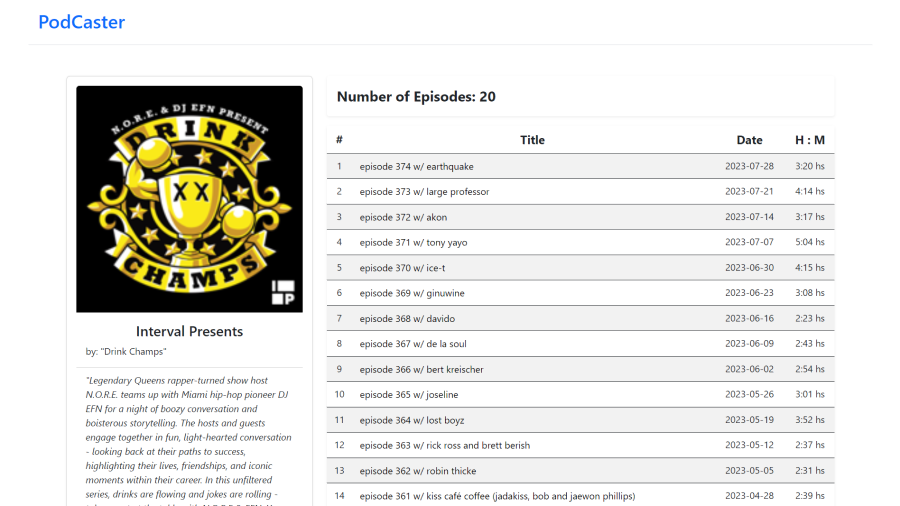 PodCaster
N.O.R.E. & DJ EFN PRESENT
DRINK
XX
CHAMPS
P
Interval Presents
by: "Drink Champs"
"Legendary Queens rapper-turned show host
N.O.R.E. teams up with Miami hip-hop pioneer DJ
EFN for a night of boozy conversation and
boisterous storytelling. The hosts and guests
engage together in fun, light-hearted conversation
- looking back at their paths to success,
highlighting their lives, friendships, and iconic
moments within their career. In this unfiltered
series, drinks are flowing and jokes are rolling -
Number of Episodes: 20
# Title Date H : M
1 episode 374 w/ earthquake 2023-07-28 3:20 hs
2 episode 373 w/ large professor 2023-07-21 4:14 hs
3 episode 372 w/ akon 2023-07-14 3:17 hs
4 episode 371 w/ tony yayo 2023-07-07 5:04 hs
5 episode 370 w/ ice-t 2023-06-30 4:15 hs
6 episode 369 w/ ginuwine 2023-06-23 3:08 hs
7 episode 368 w/ davido 2023-06-16 2:23 hs
8 episode 367 w/ de la soul 2023-06-09 2:43 hs
9 episode 366 w/ bert kreischer 2023-06-02 2:54 hs
10 episode 365 w/ joseline 2023-05-26 3:01 hs
11 episode 364 w/ lost boyz 2023-05-19 3:52 hs
12 episode 363 w/ rick ross and brett berish 2023-05-12 2:37 hs
13 episode 362 w/ robin thicke 2023-05-05 2:31 hs
14 episode 361 w/ kiss café coffee (jadakiss, bob and jaewon phillips) 2023-04-28 2:39 hs